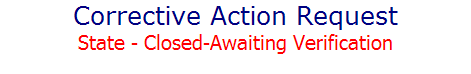 Corrective Action Request
State - Closed-Awaiting Verification